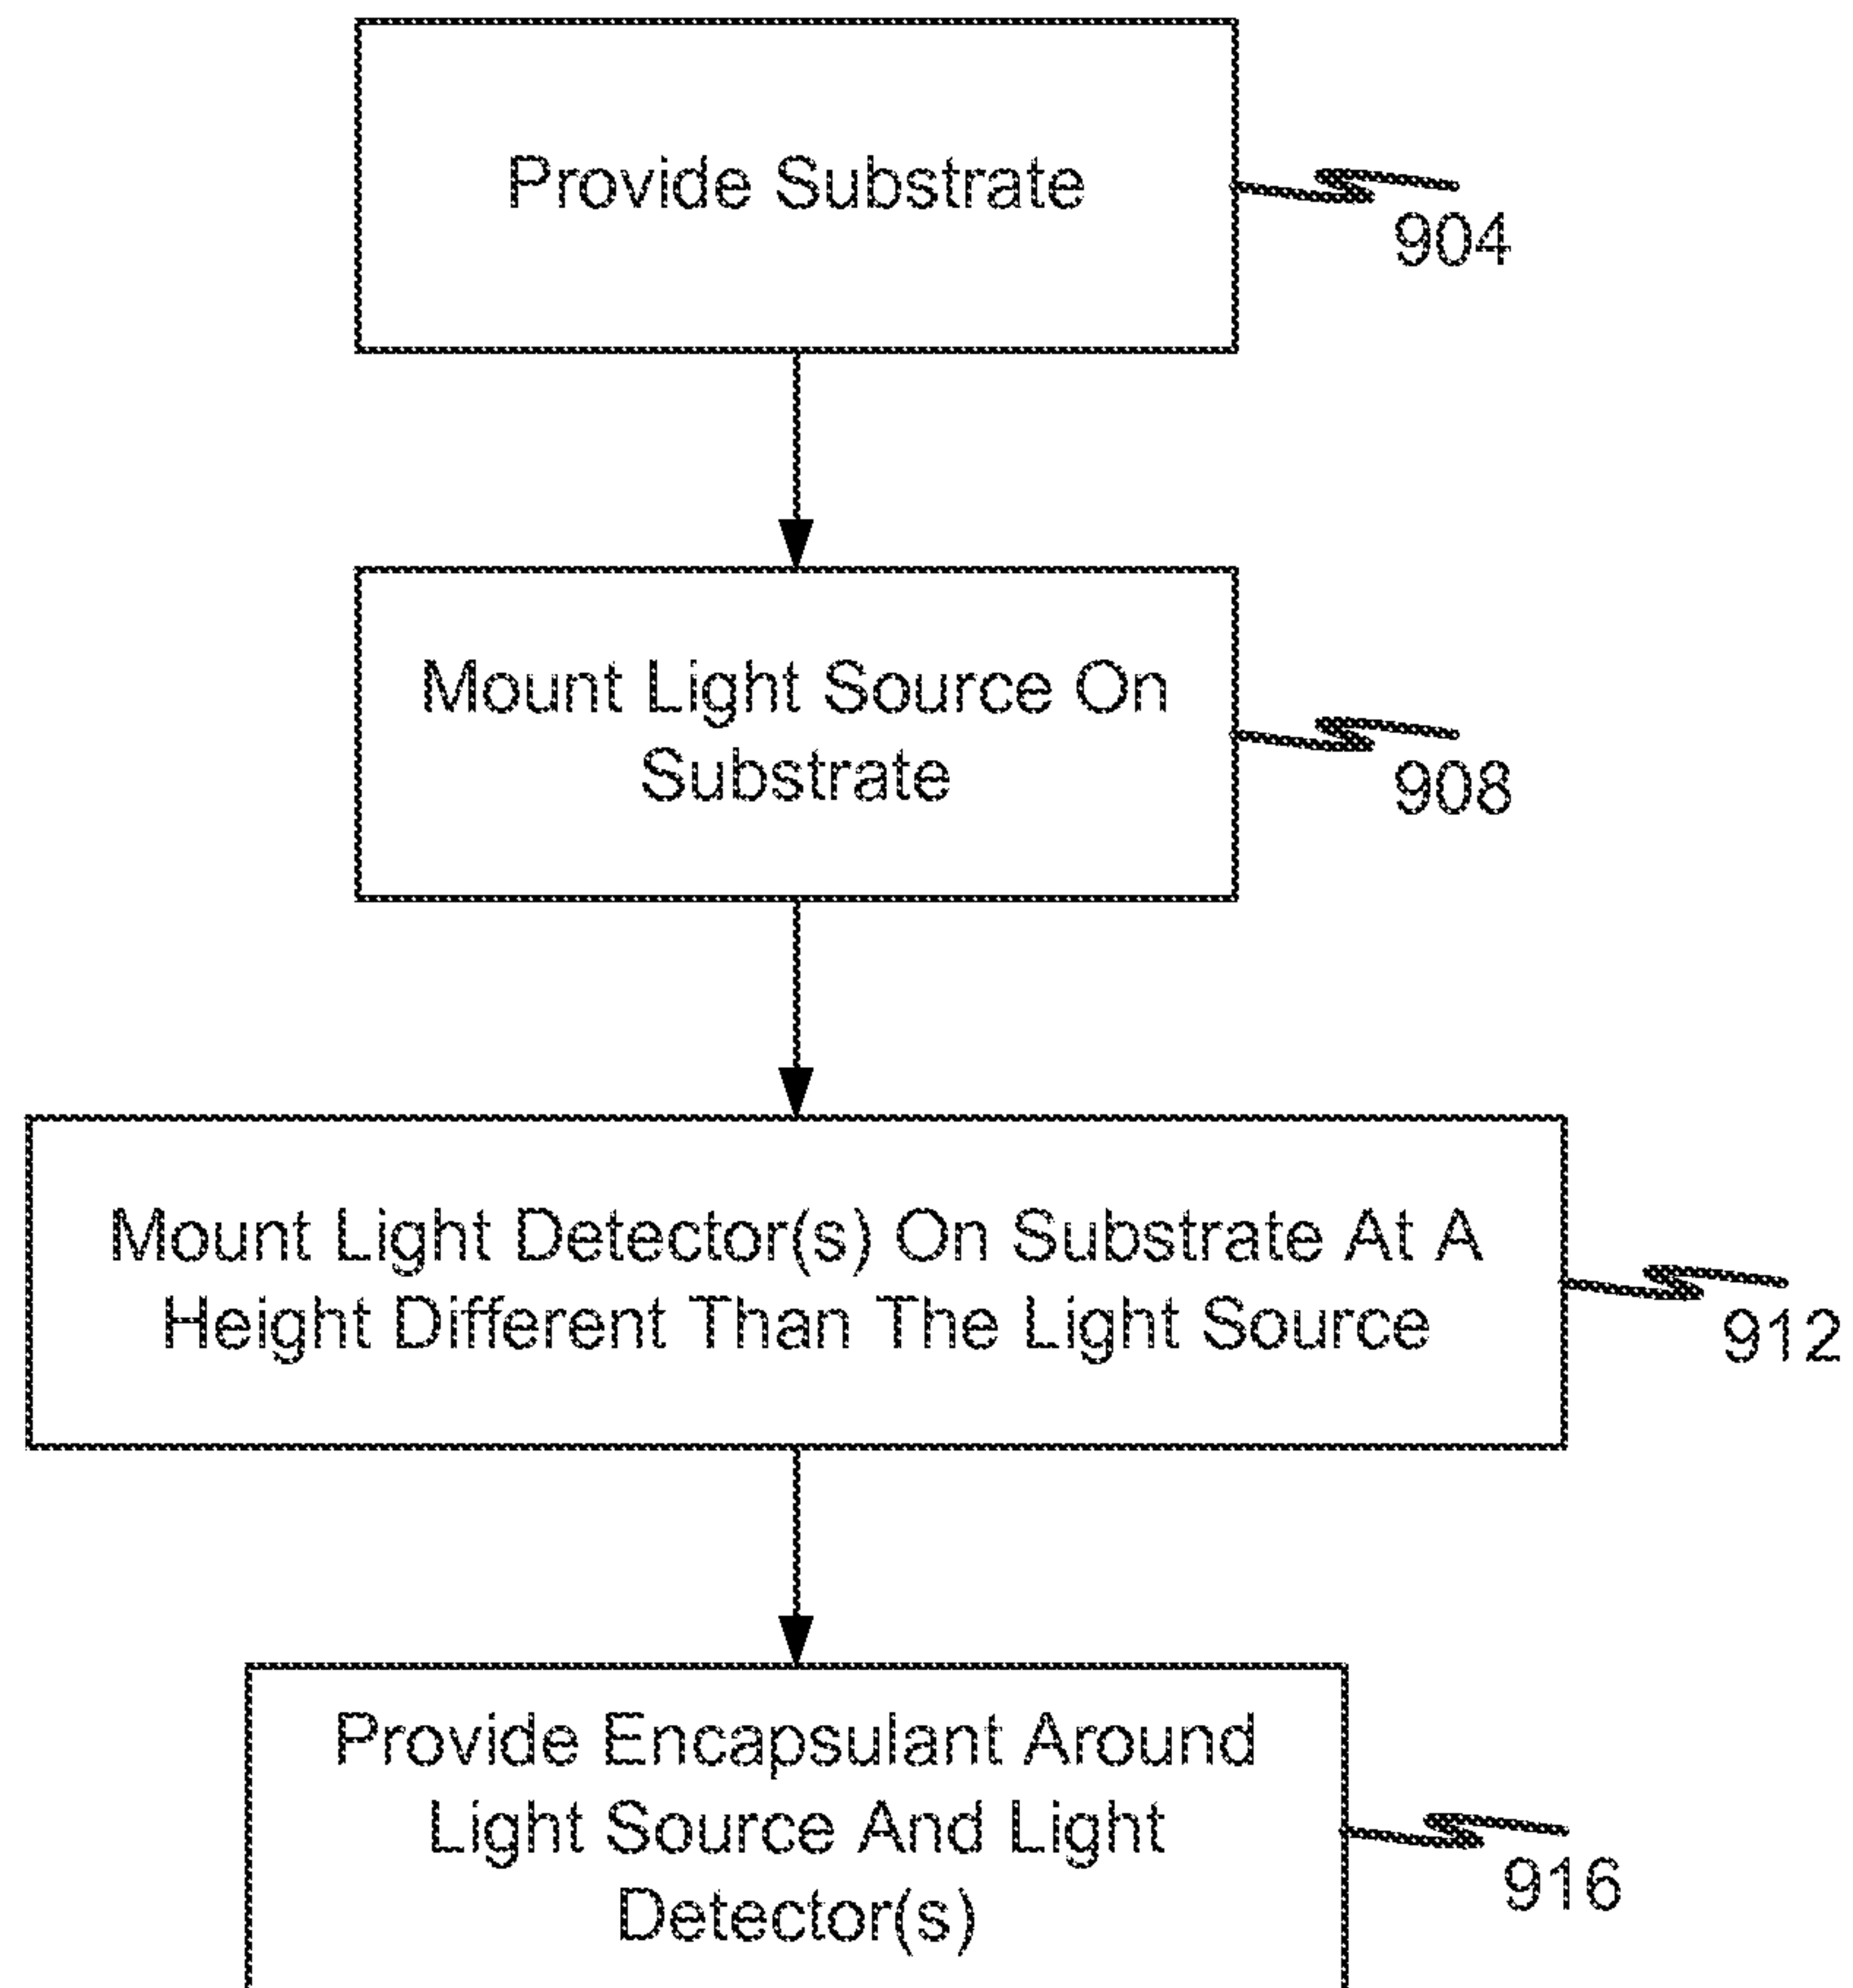 Provide Substrate
904
Mount Light Source On
Substrate
908
Mount Light Detector(s) On Substrate At A
Height Different Than The Light Source
912
Provide Encapsulant Around
Light Source And Light
Detector(s)
916